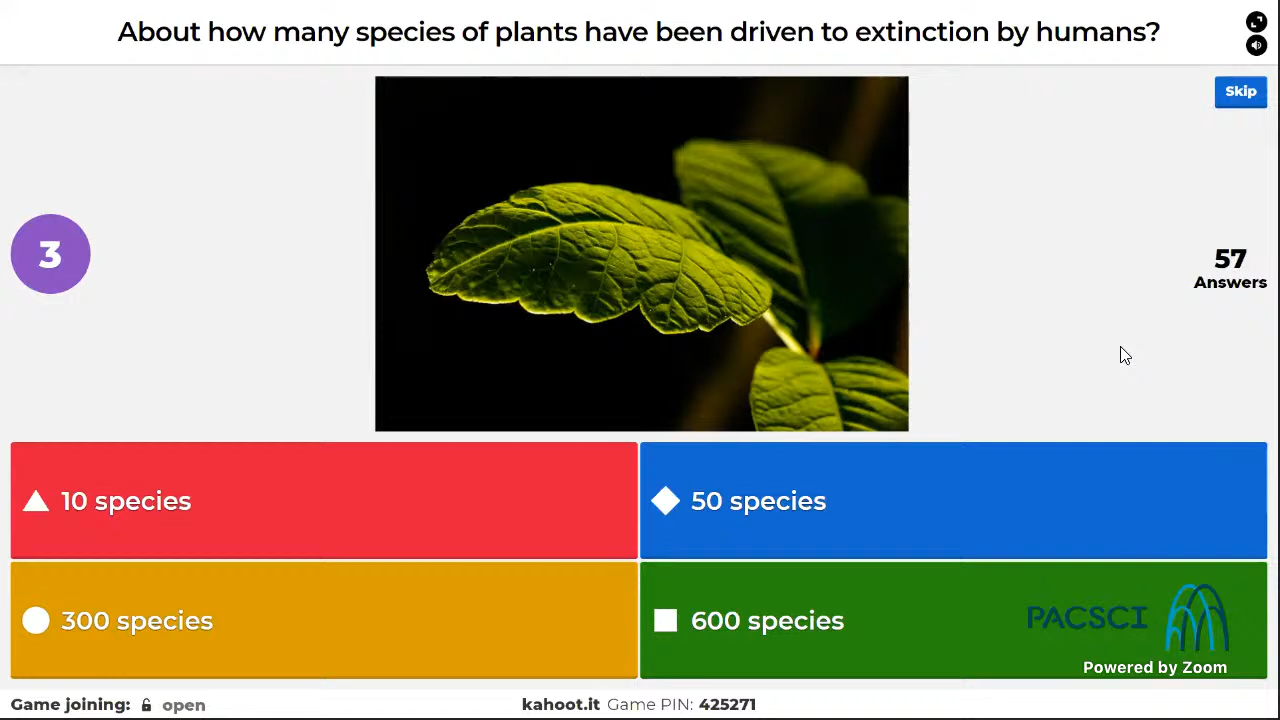 About how many species of plants have been driven to extinction by humans?
Skip
3
57
Answers
10 species
50 species
300 species
600 species
PACSCI
Powered by Zoom
Game joining: open
kahoot.it Game PIN: 425271